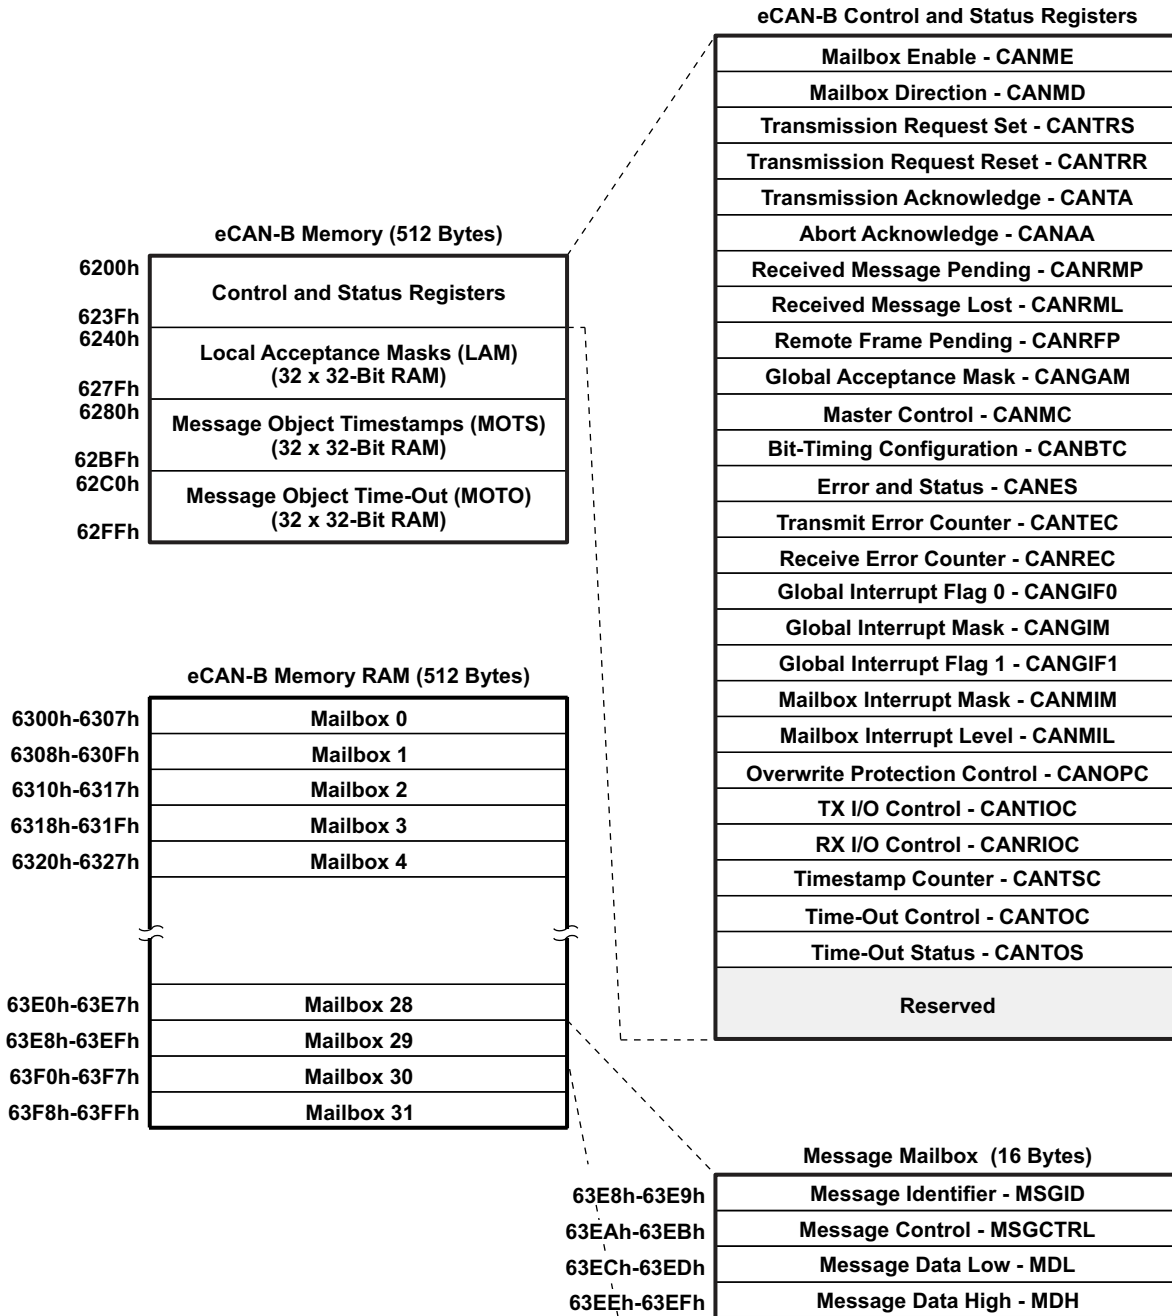 eCAN-B Control and Status Registers
Mailbox Enable - CANME
Mailbox Direction - CANMD
Transmission Request Set - CANTRS
Transmission Request Reset - CANTRR
Transmission Acknowledge - CANTA
Abort Acknowledge - CANAA
Received Message Pending - CANRMP
Received Message Lost - CANRML
Remote Frame Pending - CANRFP
Global Acceptance Mask - CANGAM
Master Control - CANMC
Bit-Timing Configuration - CANBTC
Error and Status - CANES
Transmit Error Counter - CANTEC
Receive Error Counter - CANREC
Global Interrupt Flag 0 - CANGIF0
Global Interrupt Mask - CANGIM
Global Interrupt Flag 1 - CANGIF1
Mailbox Interrupt Mask - CANMIM
Mailbox Interrupt Level - CANMIL
Overwrite Protection Control - CANOPC
TX I/O Control - CANTIOC
RX I/O Control - CANRIOC
Timestamp Counter - CANTSC
Time-Out Control - CANTOC
Time-Out Status - CANTOS
Reserved
eCAN-B Memory (512 Bytes)
6200h
Control and Status Registers
623Fh
6240h
Local Acceptance Masks (LAM)
(32 x 32-Bit RAM)
627Fh
6280h
Message Object Timestamps (MOTS)
(32 x 32-Bit RAM)
62BFh
62C0h
Message Object Time-Out (MOTO)
(32 x 32-Bit RAM)
62FFh
eCAN-B Memory RAM (512 Bytes)
6300h-6307h Mailbox 0
6308h-630Fh Mailbox 1
6310h-6317h Mailbox 2
6318h-631Fh Mailbox 3
6320h-6327h Mailbox 4
63E0h-63E7h Mailbox 28
63E8h-63EFh Mailbox 29
63F0h-63F7h Mailbox 30
63F8h-63FFh Mailbox 31
Message Mailbox (16 Bytes)
63E8h-63E9h Message Identifier - MSGID
63EAh-63EBh Message Control - MSGCTRL
63ECh-63EDh Message Data Low - MDL
63EEh-63EFh Message Data High - MDH